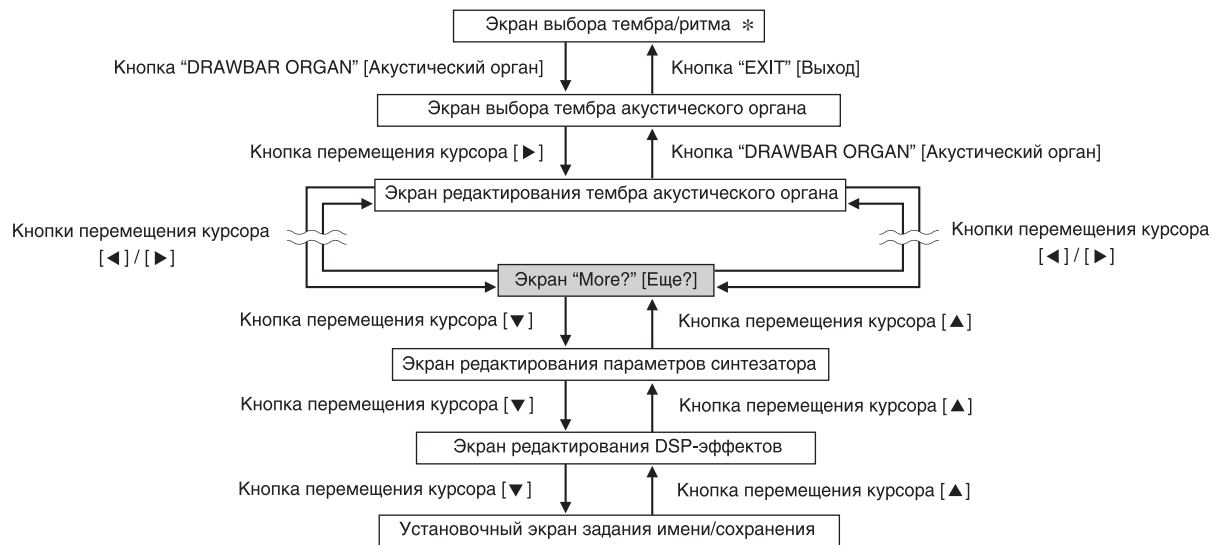 Экран выбора тембра/ритма *
Кнопка “DRAWBAR ORGAN” [Акустический орган]
Кнопка “EXIT” [Выход]
Экран выбора тембра акустического органа
Кнопка перемещения курсора [▶]
Кнопка “DRAWBAR ORGAN” [Акустический орган]
Экран редактирования тембра акустического органа
Кнопки перемещения курсора
[◀] / [▶]
Кнопки перемещения курсора
[◀] / [▶]
Экран “More?” [Еще?]
Кнопка перемещения курсора [▼]
Кнопка перемещения курсора [▲]
Экран редактирования параметров синтезатора
Кнопка перемещения курсора [▼]
Кнопка перемещения курсора [▲]
Экран редактирования DSP-эффектов
Кнопка перемещения курсора [▼]
Кнопка перемещения курсора [▲]
Установочный экран задания имени/сохранения